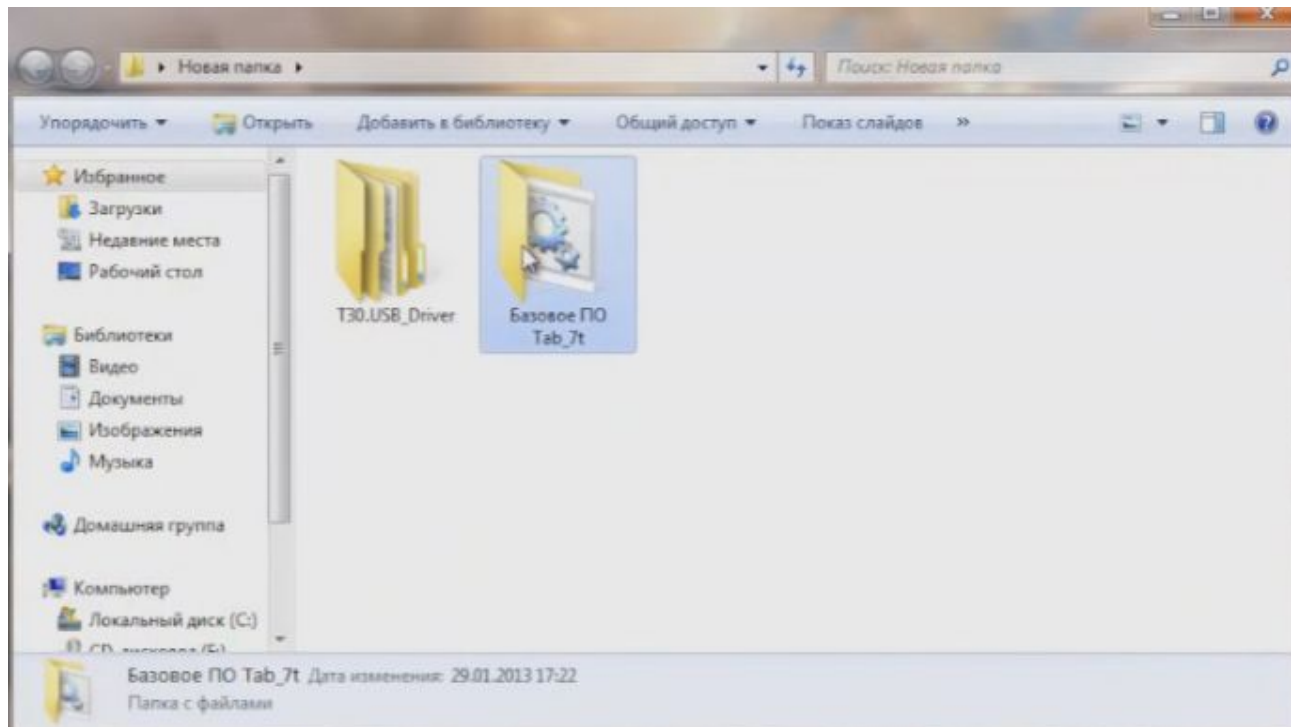 Новая папка
Поиск: Новая папка
Упорядочить
Открыть
Добавить в библиотеку
Общий доступ
Показ слайдов
»
Избранное
Загрузки
Недавние места
Рабочий стол
Библиотеки
Видео
Документы
Изображения
Музыка
Домашняя группа
Компьютер
Локальный диск (C:)
CD-дисковод (F:)
T30.USB_Driver
Базовое ПО
Tab_7t
Базовое ПО Tab_7t Дата изменения: 29.01.2013 17:22
Папка с файлами